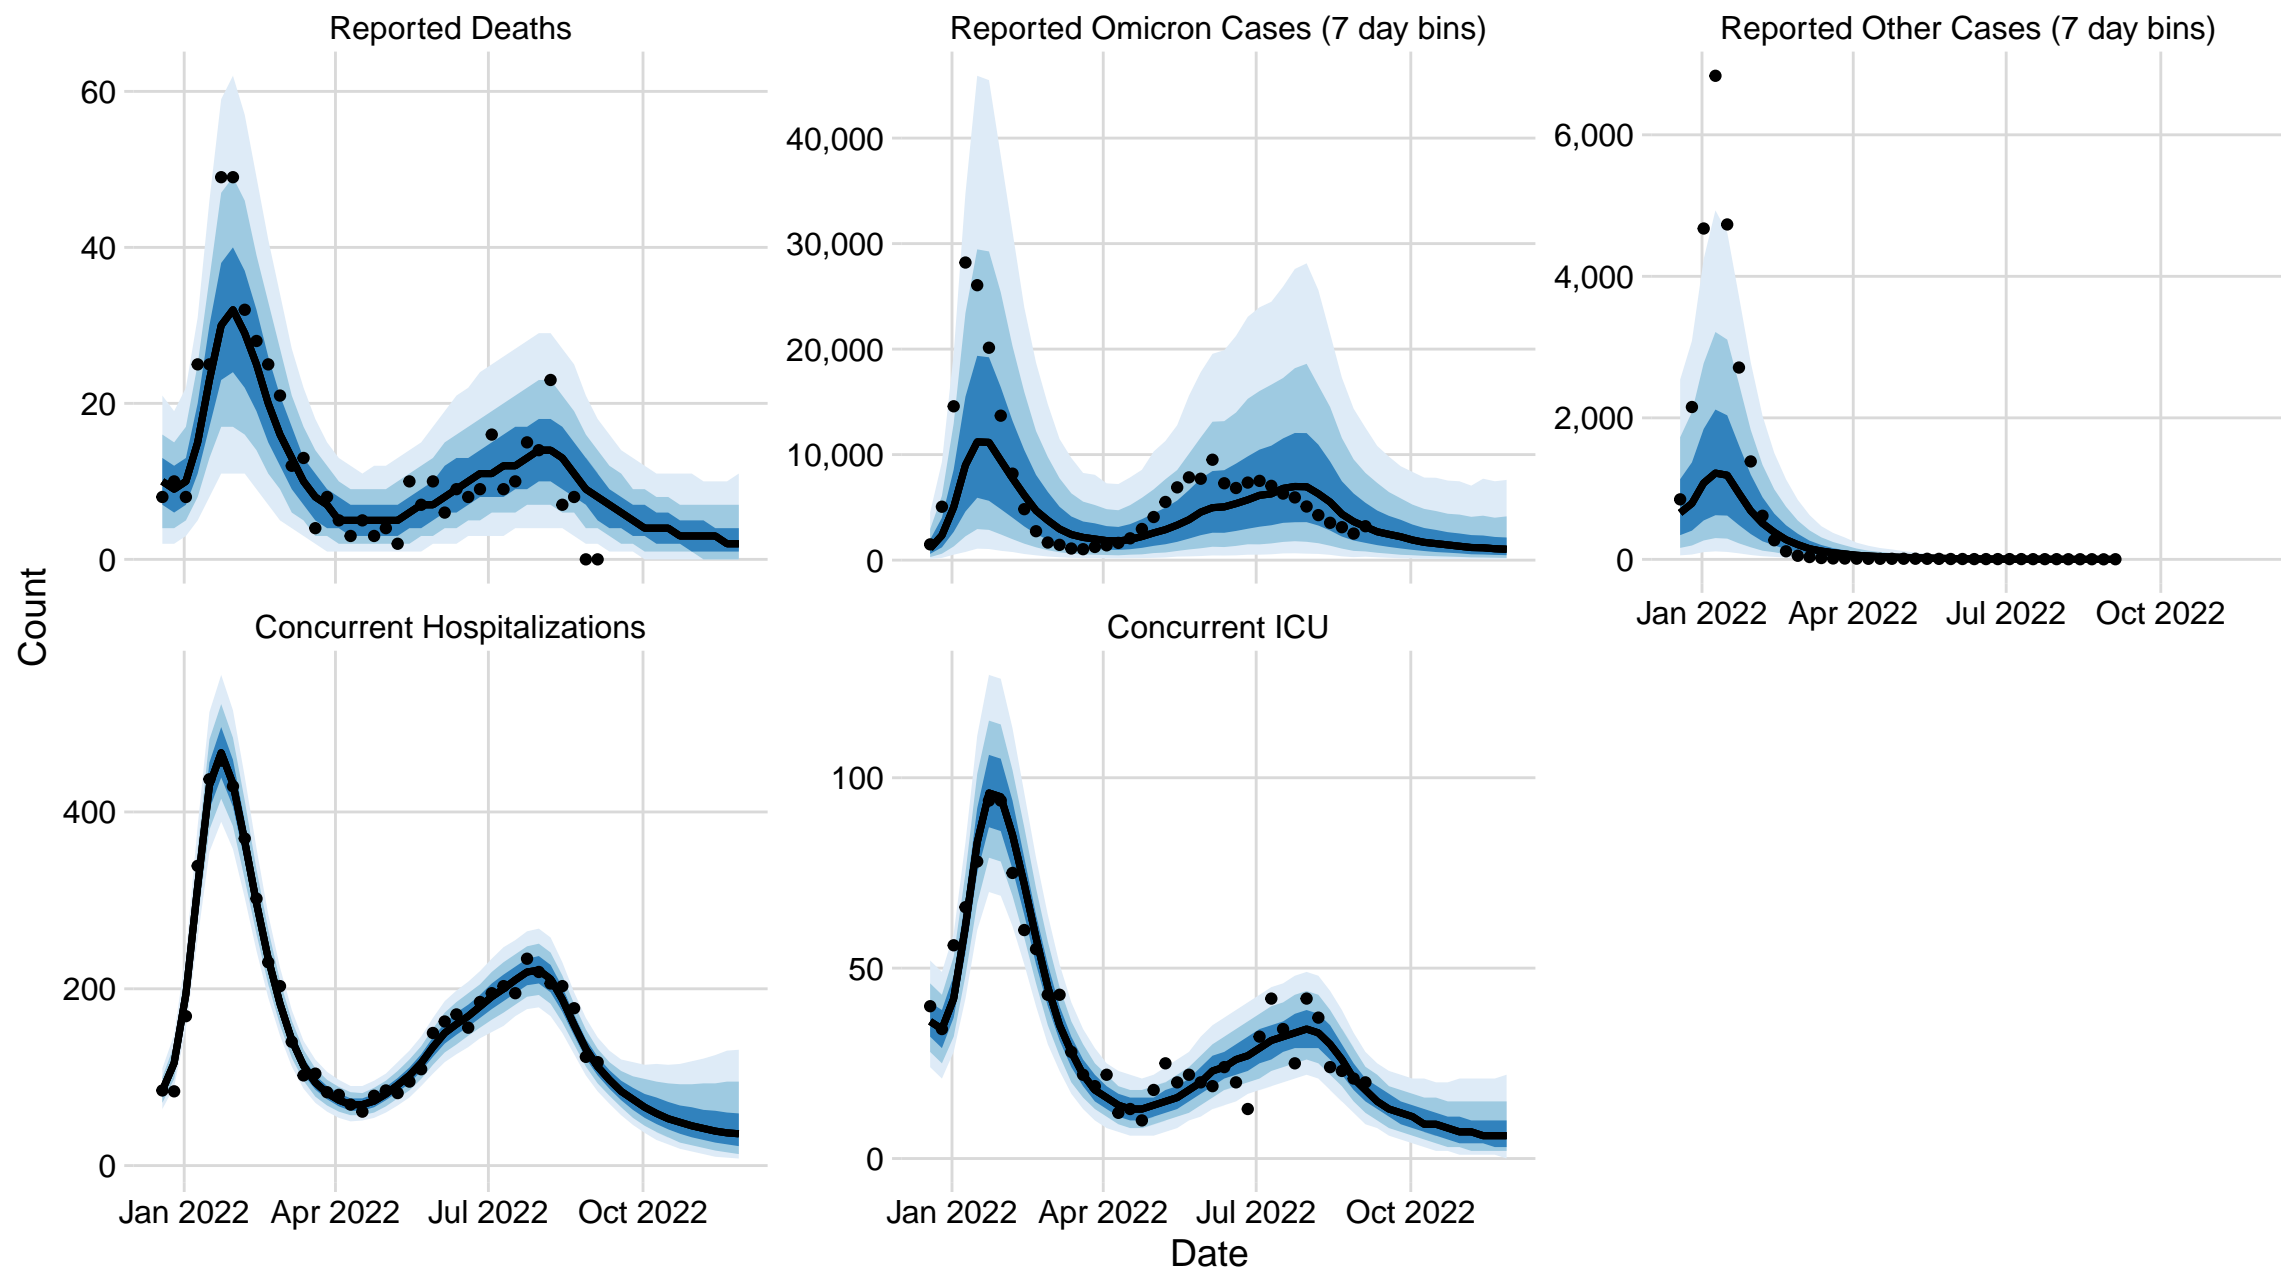 Reported Deaths
Reported Omicron Cases (7 day bins)
Reported Other Cases (7 day bins)
60
40
20
0
40,000
30,000
20,000
10,000
0
6,000
4,000
2,000
0
Jan 2022 Apr 2022 Jul 2022 Oct 2022
Count
Concurrent Hospitalizations
Concurrent ICU
400
200
0
100
50
0
Jan 2022 Apr 2022 Jul 2022 Oct 2022
Jan 2022 Apr 2022 Jul 2022 Oct 2022
Date